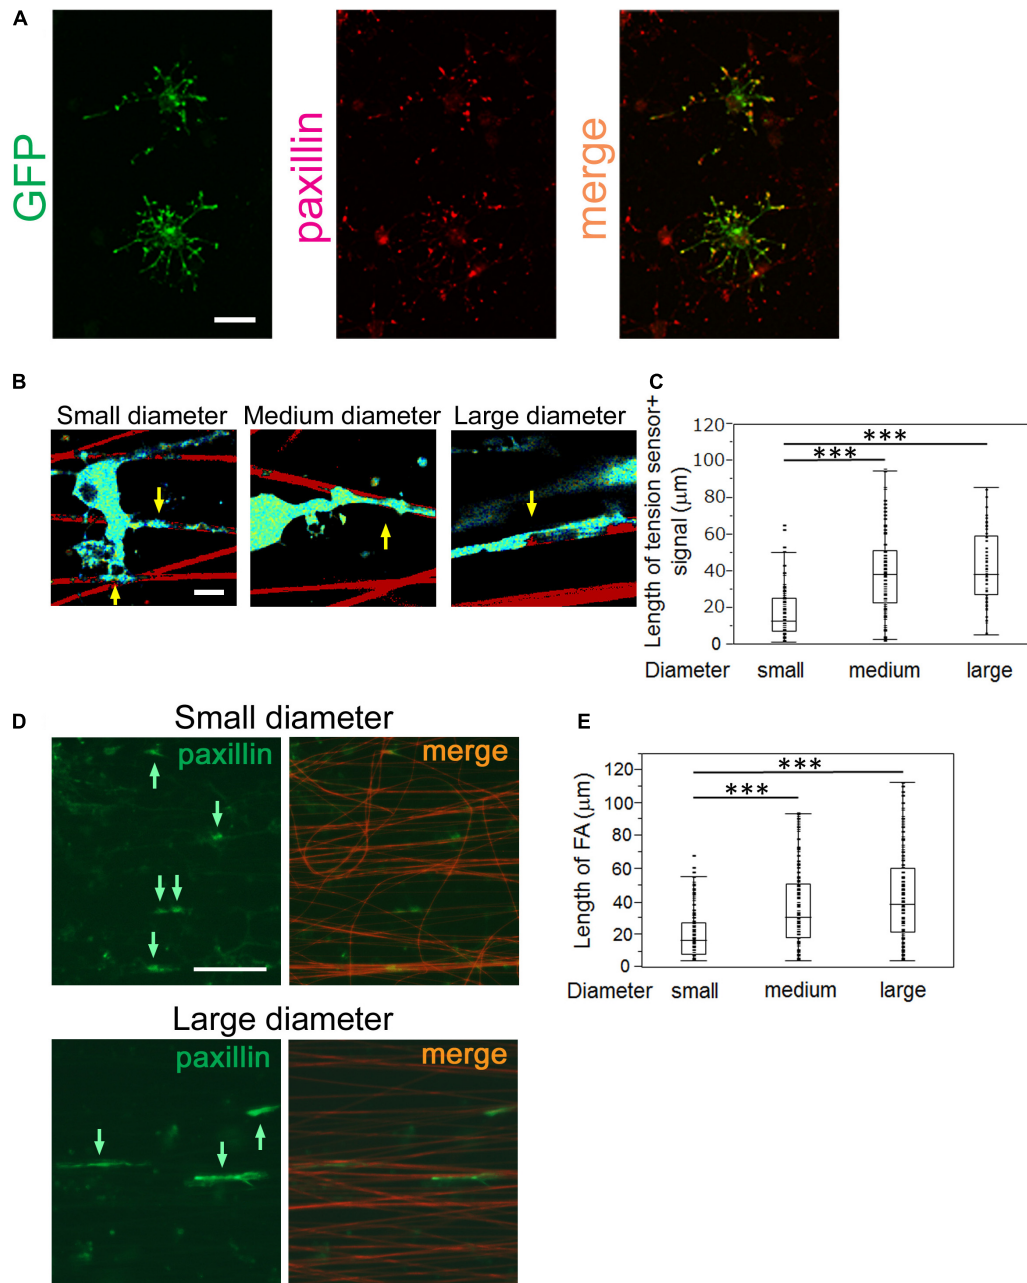 A
GFP
paxillin
merge
B
Small diameter
Medium diameter
Large diameter
C
Length of tension sensor+
signal (μm)
120
100
80
60
40
20
0
***
***
Diameter
small
medium
large
D
Small diameter
paxillin
merge
Large diameter
paxillin
merge
E
Length of FA (μm)
120
100
80
60
40
20
0
***
***
Diameter
small
medium
large